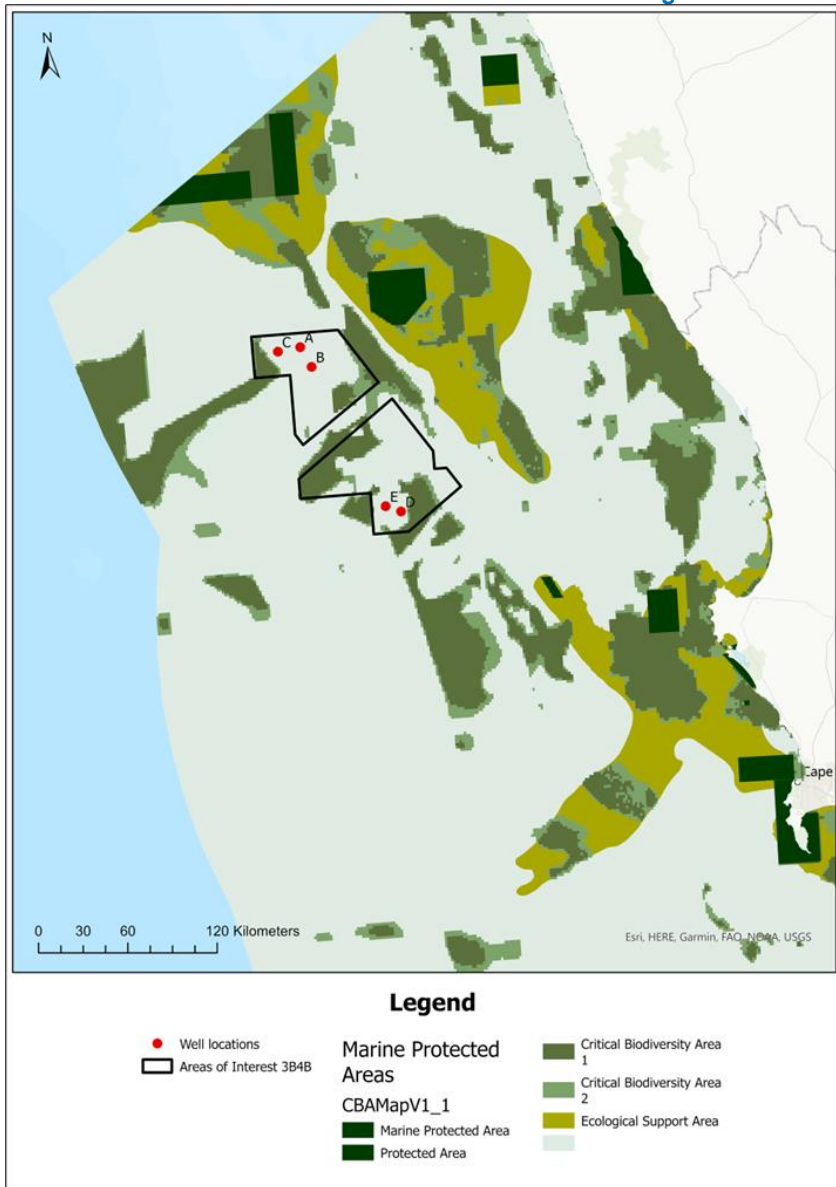 N
C
A
B
E
D
Cape
0 30 60 120 Kilometers
Esri, HERE, Garmin, FAO, NOAA, USGS
Legend
Well locations
Areas of Interest 3B4B
Marine Protected
Areas
CBAMapV1_1
Marine Protected Area
Protected Area
Critical Biodiversity Area
1
Critical Biodiversity Area
2
Ecological Support Area